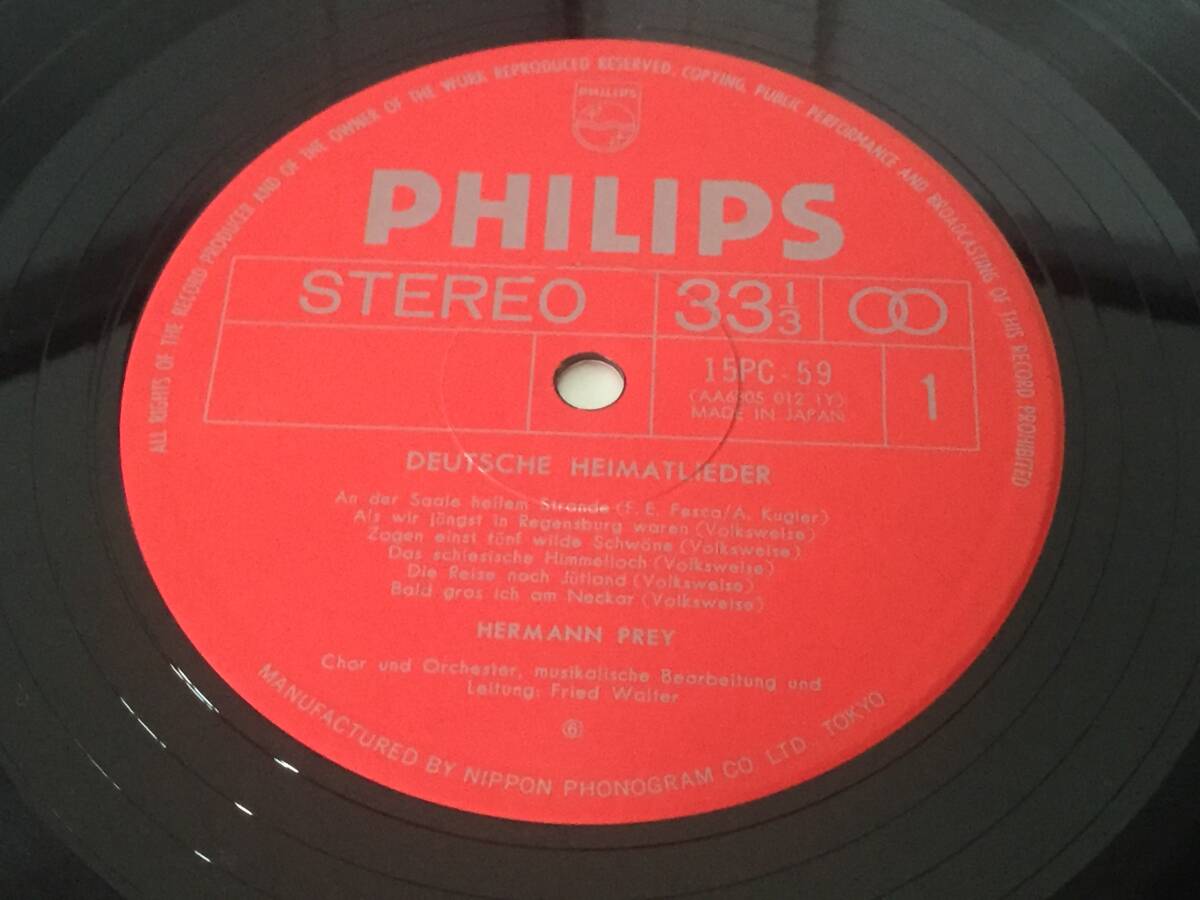 ALL RIGHTS OF THE RECORD PRODUCER AND OF THE OWNER OF THE WORK REPRODUCED RESERVED. COPYING, PUBLIC PERFORMANCE AND BROADCASTING OF THIS RECORD PROHIBITED
PHILIPS
PHILIPS
STEREO
33 1/3
15PC-59
(AA6805 012 1Y)
MADE IN JAPAN
1
DEUTSCHE HEIMATLIEDER
An der Saale hellem Strande (F. E. Fesca/A. Kugler)
Als wir jüngst in Regensburg waren (Volksweise)
Zogen einst fünf wilde Schwäne (Volksweise)
Das schlesische Himmelloch (Volksweise)
Die Reise nach Jütland (Volksweise)
Bald gras ich am Neckar (Volksweise)
HERMANN PREY
Chor und Orchester, musikalische Bearbeitung und
Leitung: Fried Walter
6
MANUFACTURED BY NIPPON PHONOGRAM CO LTD TOKYO